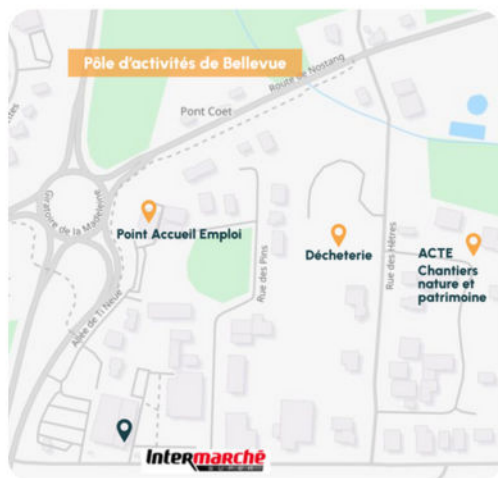 Pôle d'activités de Bellevue
Route de Nostang
Pont Coet
Giratoire de la Madeleine
Point Accueil Emploi
Rue des Pins
Décheterie
Rue des Hêtres
ACTE
Chantiers
nature et
patrimoine
Allée de Ti Neue
Intermarché
SUPER